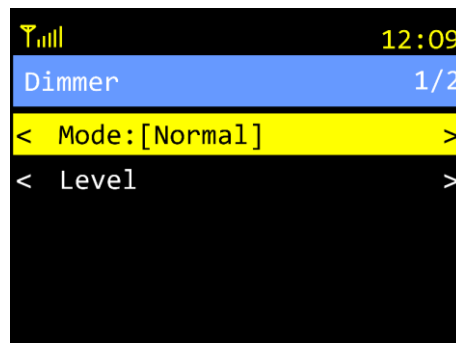 12:09
Dimmer 1/2
< Mode:[Normal] >
< Level >